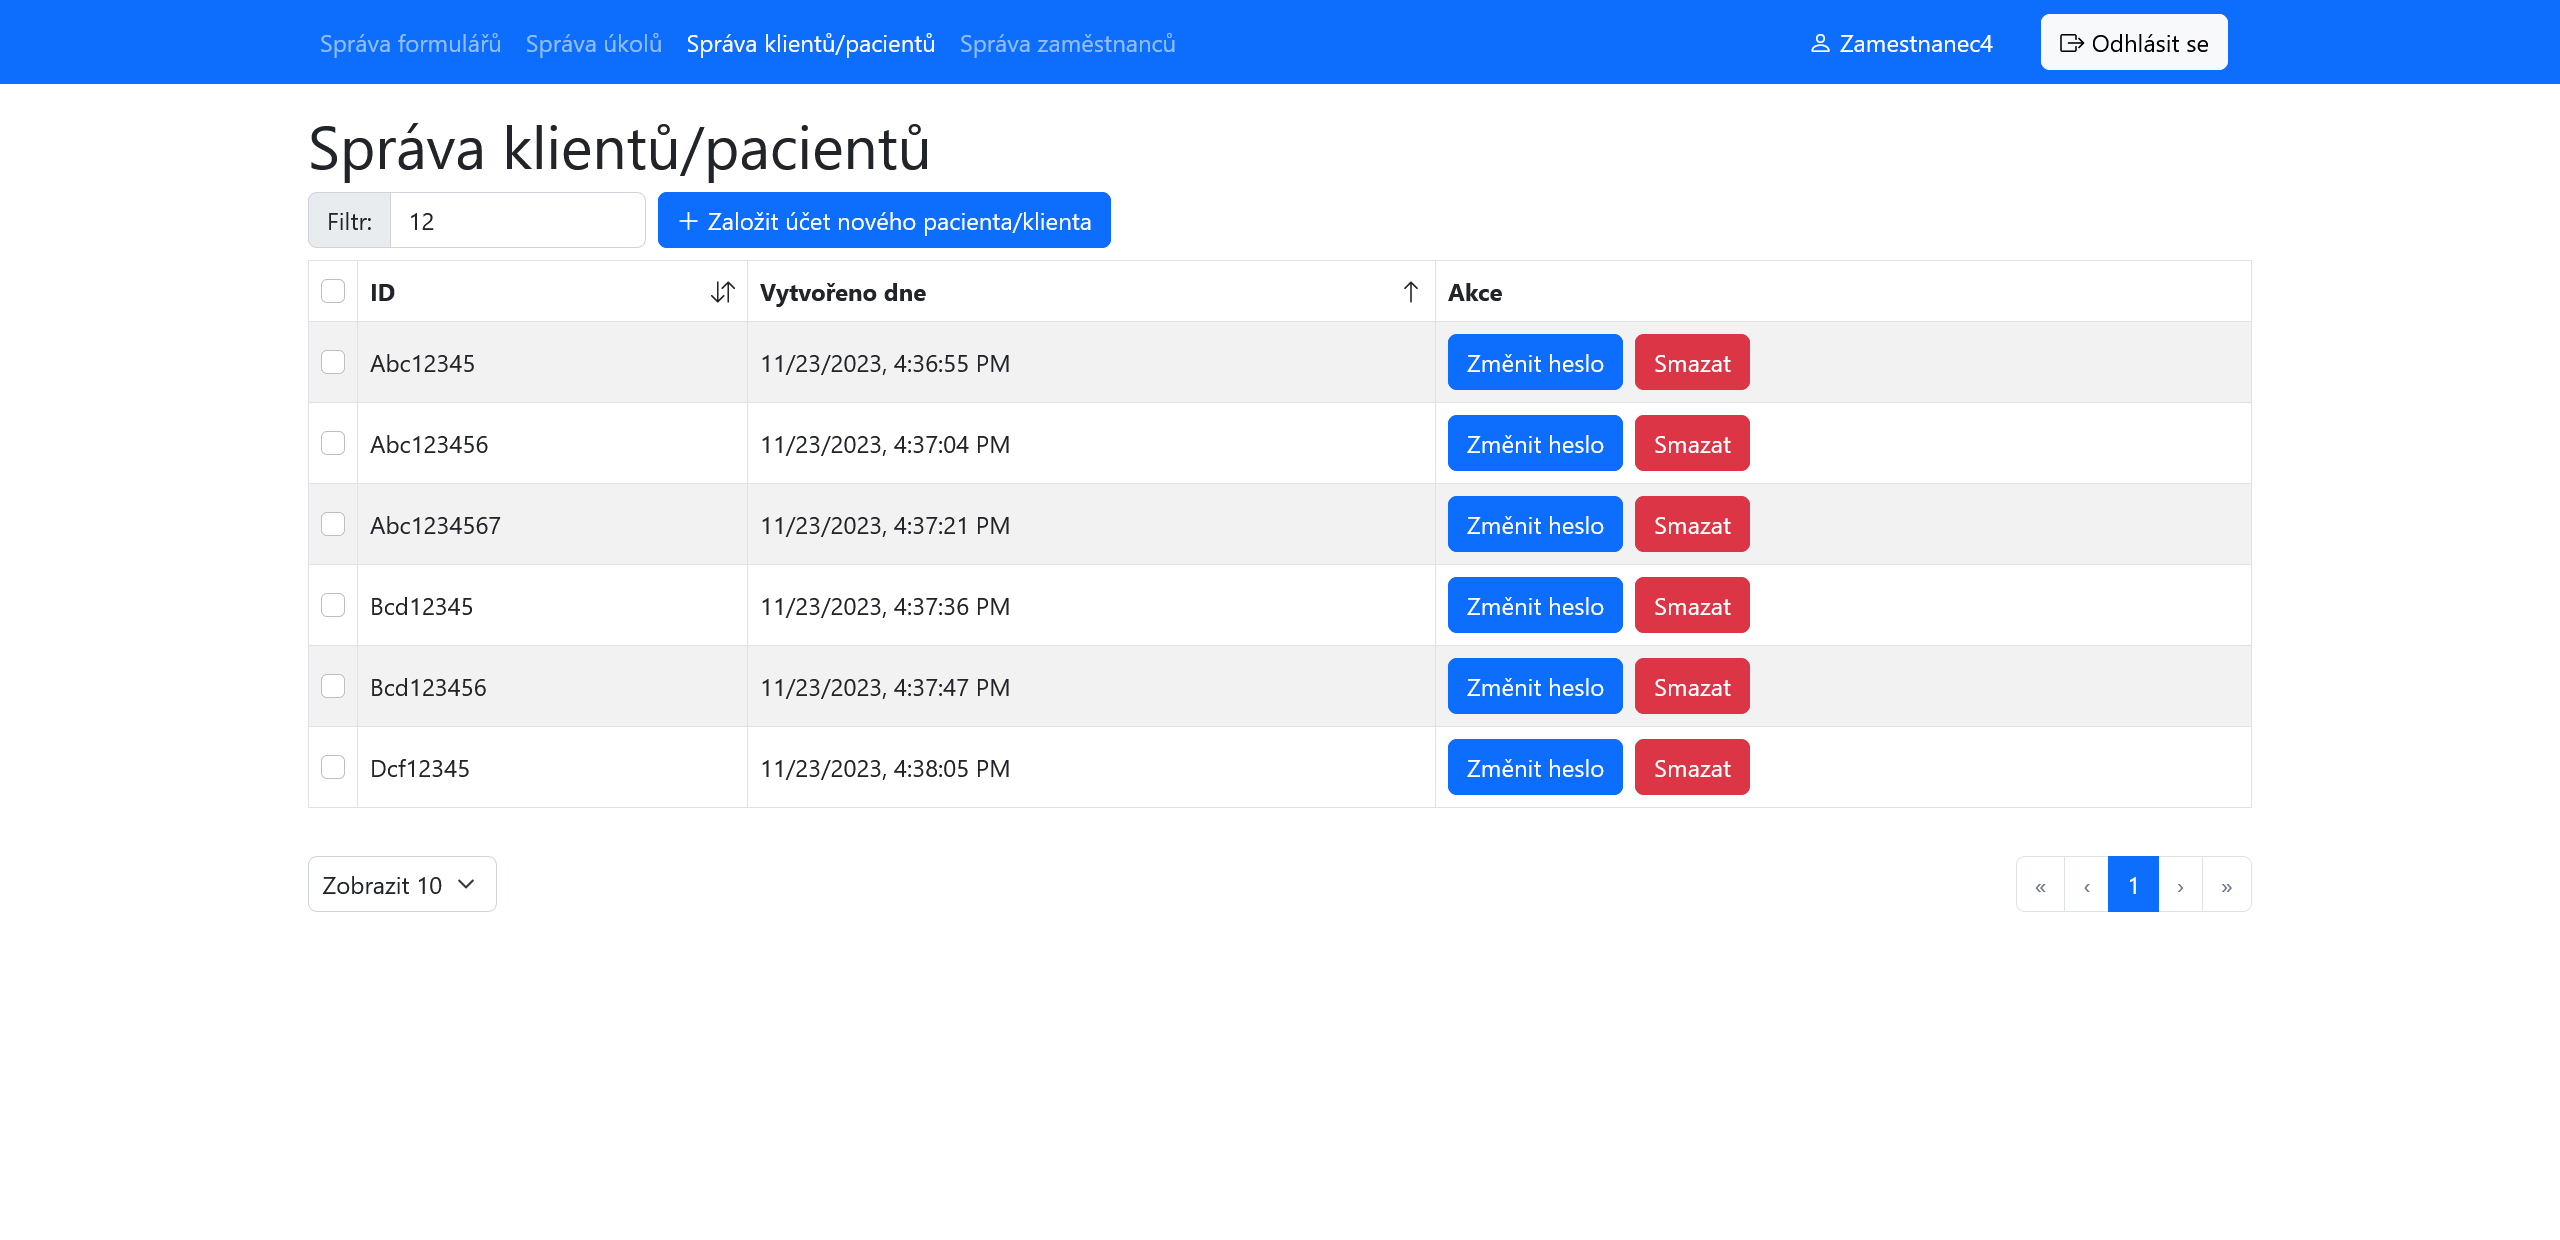 Správa formulářů Správa úkolů Správa klientů/pacientů Správa zaměstnanců Zamestnanec4 Odhlásit se
Správa klientů/pacientů
Filtr: 12 + Založit účet nového pacienta/klienta
ID Vytvořeno dne Akce
Abc12345 11/23/2023, 4:36:55 PM Změnit heslo Smazat
Abc123456 11/23/2023, 4:37:04 PM Změnit heslo Smazat
Abc1234567 11/23/2023, 4:37:21 PM Změnit heslo Smazat
Bcd12345 11/23/2023, 4:37:36 PM Změnit heslo Smazat
Bcd123456 11/23/2023, 4:37:47 PM Změnit heslo Smazat
Dcf12345 11/23/2023, 4:38:05 PM Změnit heslo Smazat
Zobrazit 10 « ‹ 1 › »